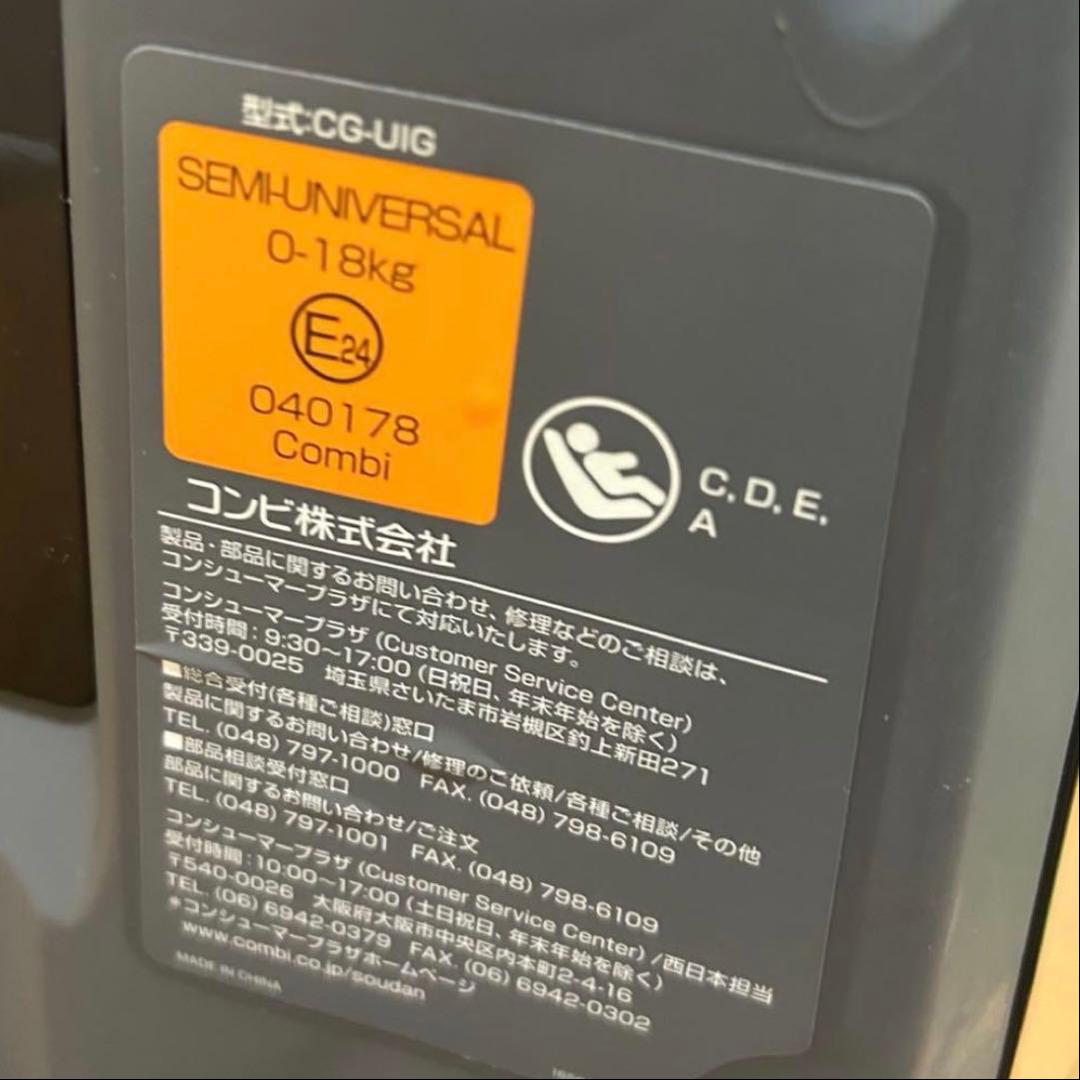 型式:CG-UIG
SEMI-UNIVERSAL
0-18kg
E24
040178
Combi
C, D, E,
A
コンビ株式会社
製品・部品に関するお問い合わせ、修理などのご相談は、
コンシューマープラザにて対応いたします。
コンシューマープラザ (Customer Service Center)
受付時間:9:30〜17:00 (日祝日、年末年始を除く)
〒339-0025 埼玉県さいたま市岩槻区釣上新田271
■総合受付(各種ご相談)窓口
製品に関するお問い合わせ/修理のご依頼/各種ご相談/その他
TEL. (048) 797-1000 FAX. (048) 798-6109
■部品相談受付窓口
部品に関するお問い合わせ/ご注文
TEL. (048) 797-1001 FAX. (048) 798-6109
コンシューマープラザ (Customer Service Center) /西日本担当
受付時間:10:00〜17:00 (土日祝日、年末年始を除く)
〒540-0026 大阪府大阪市中央区内本町2-4-16
TEL. (06) 6942-0379 FAX. (06) 6942-0302
*コンシューマープラザホームページ
www.combi.co.jp/soudan
MADE IN CHINA